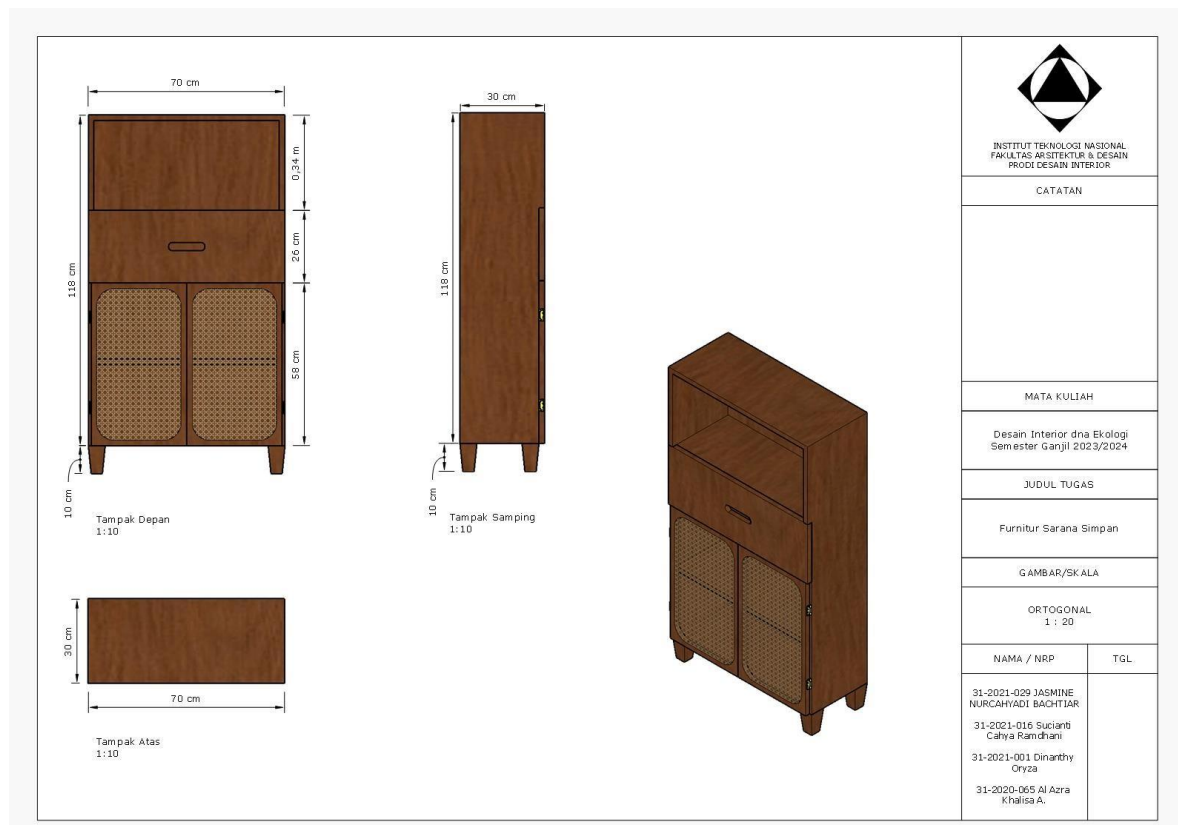 70 cm
0,34 m
26 cm
118 cm
58 cm
10 cm
Tampak Depan
1:10
30 cm
118 cm
10 cm
Tampak Samping
1:10
30 cm
70 cm
Tampak Atas
1:10
INSTITUT TEKNOLOGI NASIONAL
FAKULTAS ARSITEKTUR & DESAIN
PRODI DESAIN INTERIOR
CATATAN
MATA KULIAH
Desain Interior dna Ekologi
Semester Ganjil 2023/2024
JUDUL TUGAS
Furnitur Sarana Simpan
GAMBAR/SKALA
ORTOGONAL
1 : 20
NAMA / NRP
TGL
31-2021-029 JASMINE
NURCAHYADI BACHTIAR
31-2021-016 Sucianti
Cahya Ramdhani
31-2021-001 Dinanthy
Oryza
31-2020-065 Al Azra
Khalisa A.